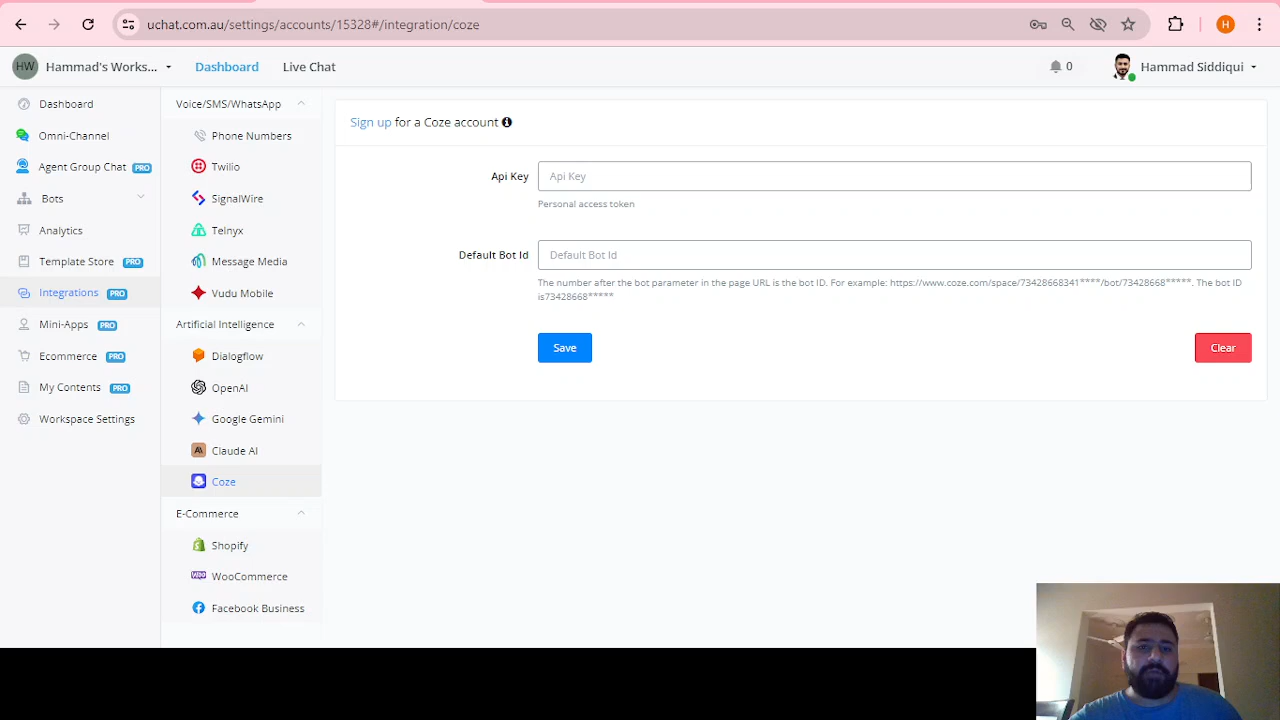 uchat.com.au/settings/accounts/15328#/integration/coze
H
HW Hammad's Works... Dashboard Live Chat 0 Hammad Siddiqui
Dashboard
Omni-Channel
Agent Group Chat PRO
Bots
Analytics
Template Store PRO
Integrations PRO
Mini-Apps PRO
Ecommerce PRO
My Contents PRO
Workspace Settings
Voice/SMS/WhatsApp
Phone Numbers
Twilio
SignalWire
Telnyx
Message Media
Vudu Mobile
Artificial Intelligence
Dialogflow
OpenAI
Google Gemini
Claude AI
Coze
E-Commerce
Shopify
WooCommerce
Facebook Business
Sign up for a Coze account
Api Key Api Key
Personal access token
Default Bot Id Default Bot Id
The number after the bot parameter in the page URL is the bot ID. For example: https://www.coze.com/space/73428668341****/bot/73428668*****. The bot ID
is73428668*****
Save Clear